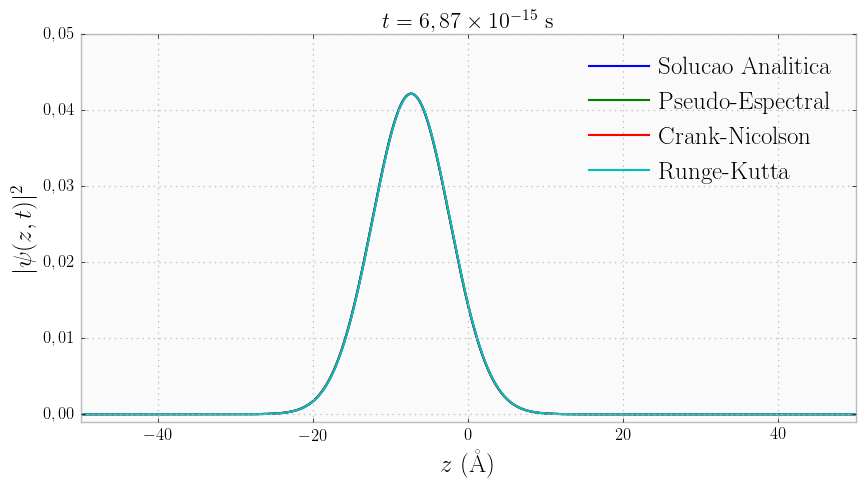 t = 6, 87 × 10⁻¹⁵ s
0, 05
0, 04
0, 03
0, 02
0, 01
0, 00
|ψ(z, t)|²
Solucao Analitica
Pseudo-Espectral
Crank-Nicolson
Runge-Kutta
−40 −20 0 20 40
z (Å)